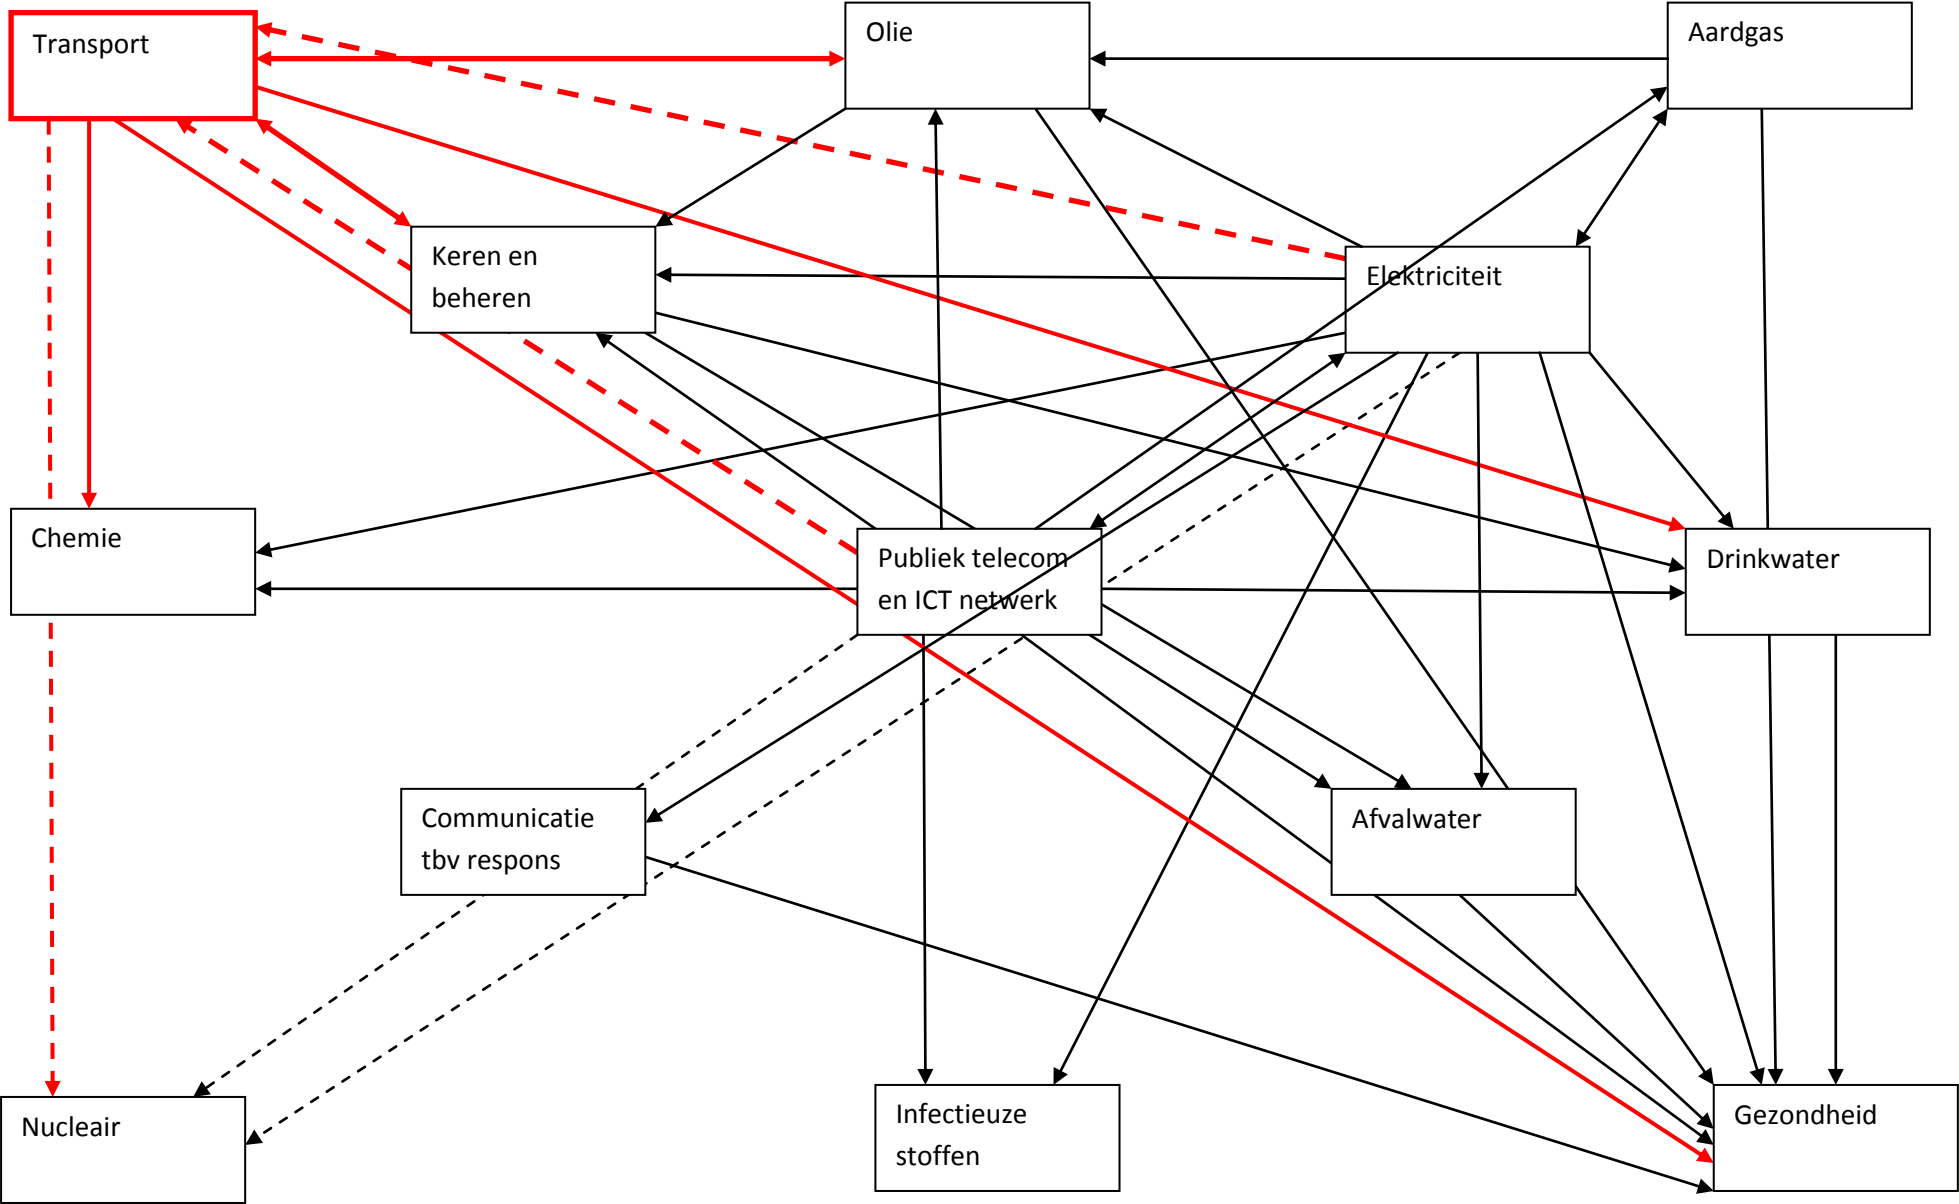 Transport
Olie
Aardgas
Keren en
beheren
Elektriciteit
Chemie
Publiek telecom
en ICT netwerk
Drinkwater
Communicatie
tbv respons
Afvalwater
Nucleair
Infectieuze
stoffen
Gezondheid